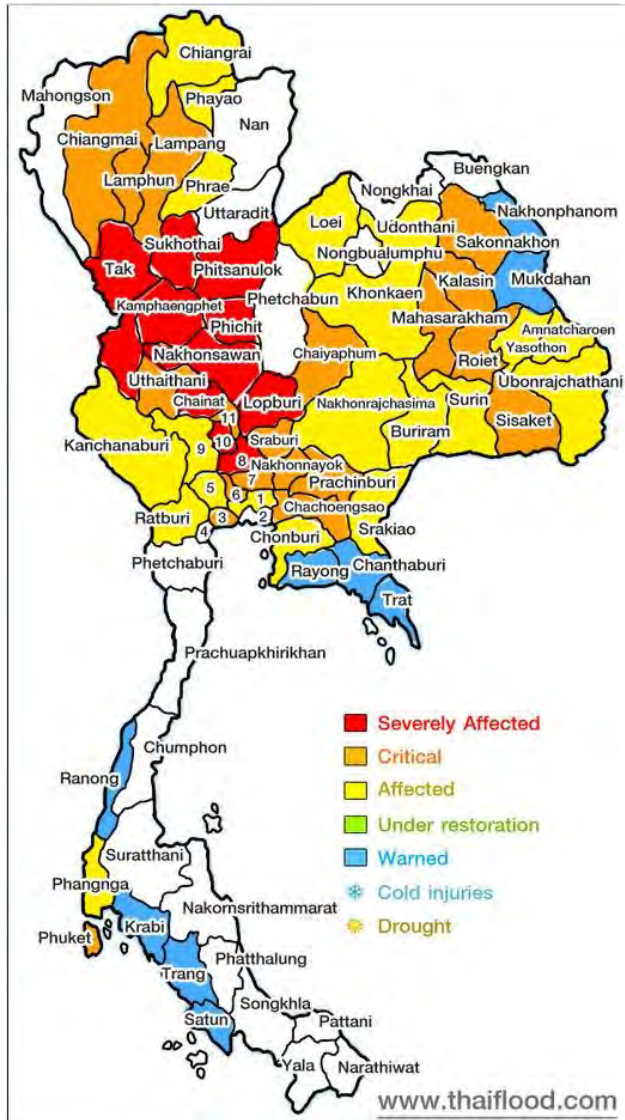 Chiangrai
Mahongson
Phayao
Nan
Chiangmai
Lampang
Lamphun
Phrae
Buengkan
Nongkhai
Uttaradit
Loei
Udonthani
Nakhonphanom
Sukhothai
Sakonnakhon
Tak
Phitsanulok
Nongbualumphu
Kalasin
Mukdahan
Kamphaengphet
Phetchabun
Khonkaen
Phichit
Mahasarakham
Amnatcharoen
Nakhonsawan
Chaiyaphum
Roiet
Yasothon
Uthaithani
Ubonrajchathani
Chainat
Lopburi
Nakhonrajchasima
Surin
11
Kanchanaburi
9
10
Sraburi
Buriram
Sisaket
8
Nakhonnayok
7
5
6
1
Prachinburi
Chachoengsao
Ratburi
3
2
4
Chonburi
Srakiao
Phetchaburi
Rayong
Chanthaburi
Trat
Prachuapkhirikhan
Severely Affected
Chumphon
Critical
Ranong
Affected
Under restoration
Suratthani
Warned
Phangnga
Cold injuries
Nakornsrithammarat
Krabi
Drought
Phuket
Phatthalung
Trang
Songkhla
Satun
Pattani
Yala
Narathiwat
www.thaiflood.com